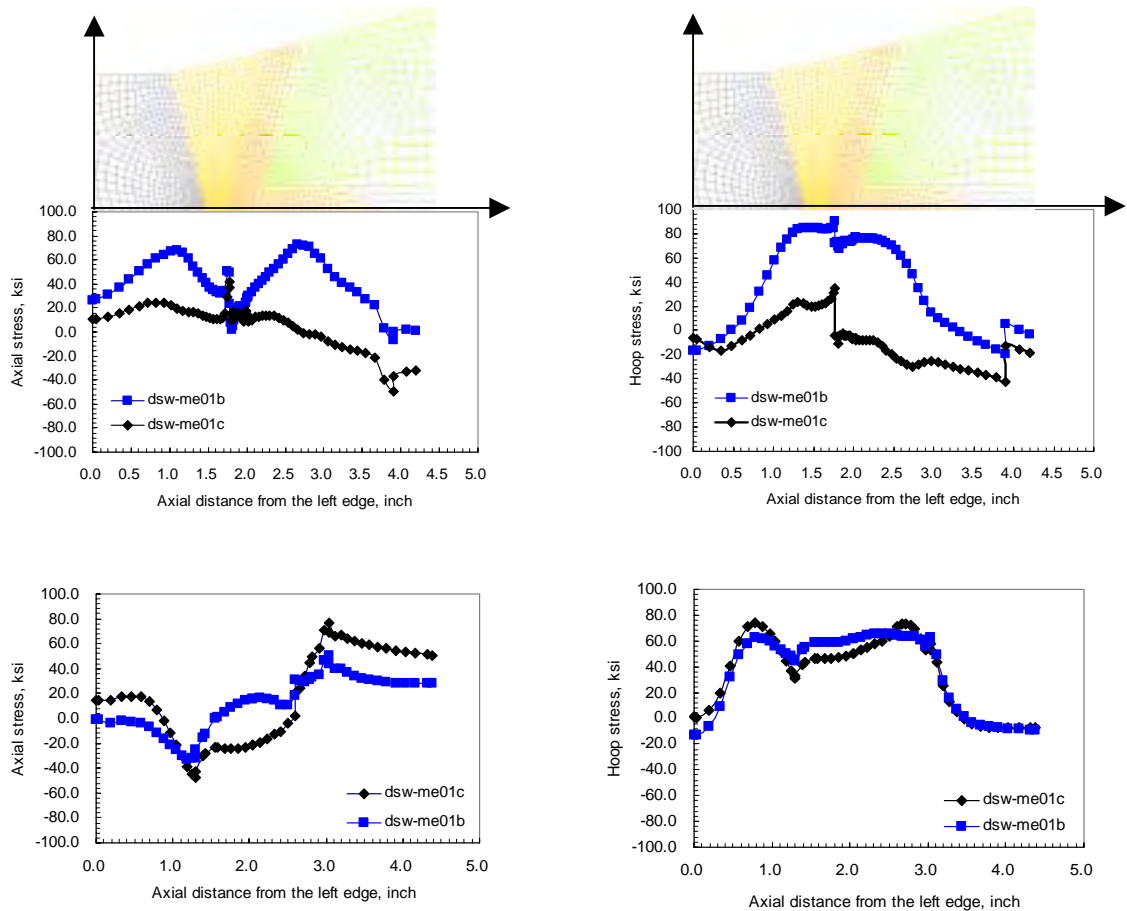 100.0
80.0
60.0
40.0
20.0
0.0
-20.0
-40.0
-60.0
-80.0
-100.0
Axial stress, ksi
dsw-me01b
dsw-me01c
0.0 0.5 1.0 1.5 2.0 2.5 3.0 3.5 4.0 4.5 5.0
Axial distance from the left edge, inch
100
80
60
40
20
0
-20
-40
-60
-80
-100
Hoop stress, ksi
dsw-me01b
dsw-me01c
0.0 0.5 1.0 1.5 2.0 2.5 3.0 3.5 4.0 4.5 5.0
Axial distance from the left edge, inch
100.0
80.0
60.0
40.0
20.0
0.0
-20.0
-40.0
-60.0
-80.0
-100.0
Axial stress, ksi
dsw-me01c
dsw-me01b
0.0 1.0 2.0 3.0 4.0 5.0
Axial distance from the left edge, inch
100.0
80.0
60.0
40.0
20.0
0.0
-20.0
-40.0
-60.0
-80.0
-100.0
Hoop stress, ksi
dsw-me01c
dsw-me01b
0.0 1.0 2.0 3.0 4.0 5.0
Axial distance from the left edge, inch